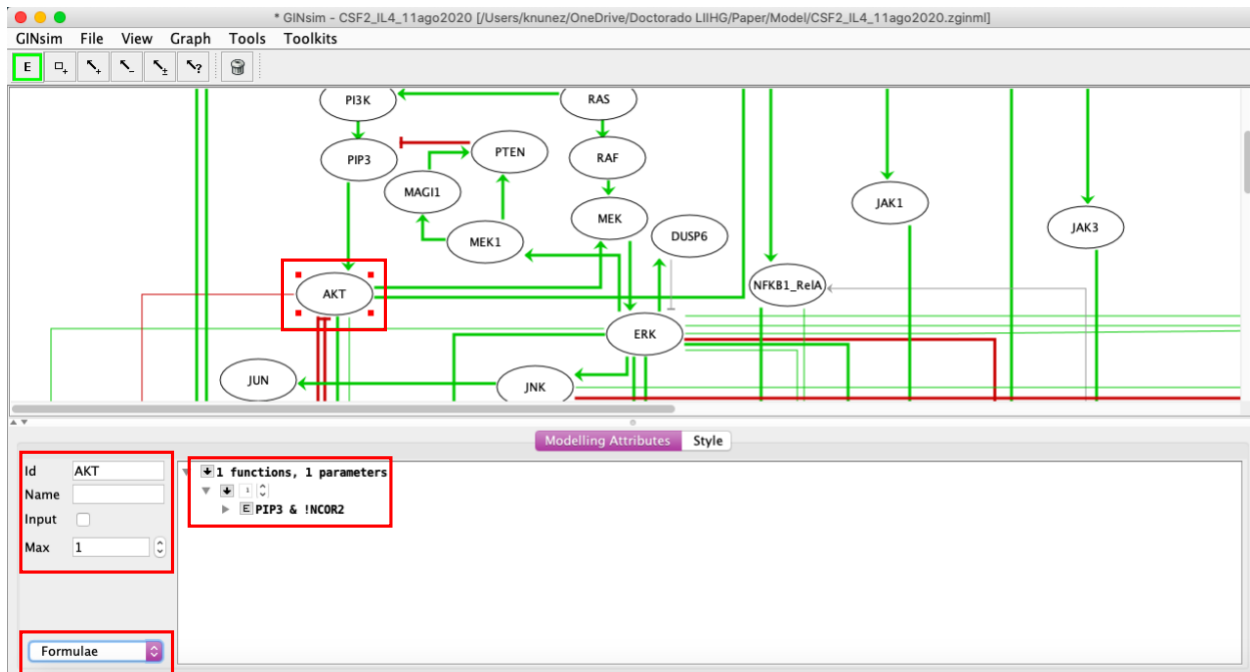 * GINsim - CSF2_IL4_11ago2020 [/Users/knunez/OneDrive/Doctorado LIIHG/Paper/Model/CSF2_IL4_11ago2020.zginml]
GINsim File View Graph Tools Toolkits
E
PI3K
RAS
PIP3
PTEN
RAF
MAGI1
MEK
JAK1
MEK1
DUSP6
JAK3
AKT
NFKB1_RelA
ERK
JUN
JNK
Modelling Attributes Style
Id AKT
Name
Input
Max 1
1 functions, 1 parameters
1
E PIP3 & !NCOR2
Formulae